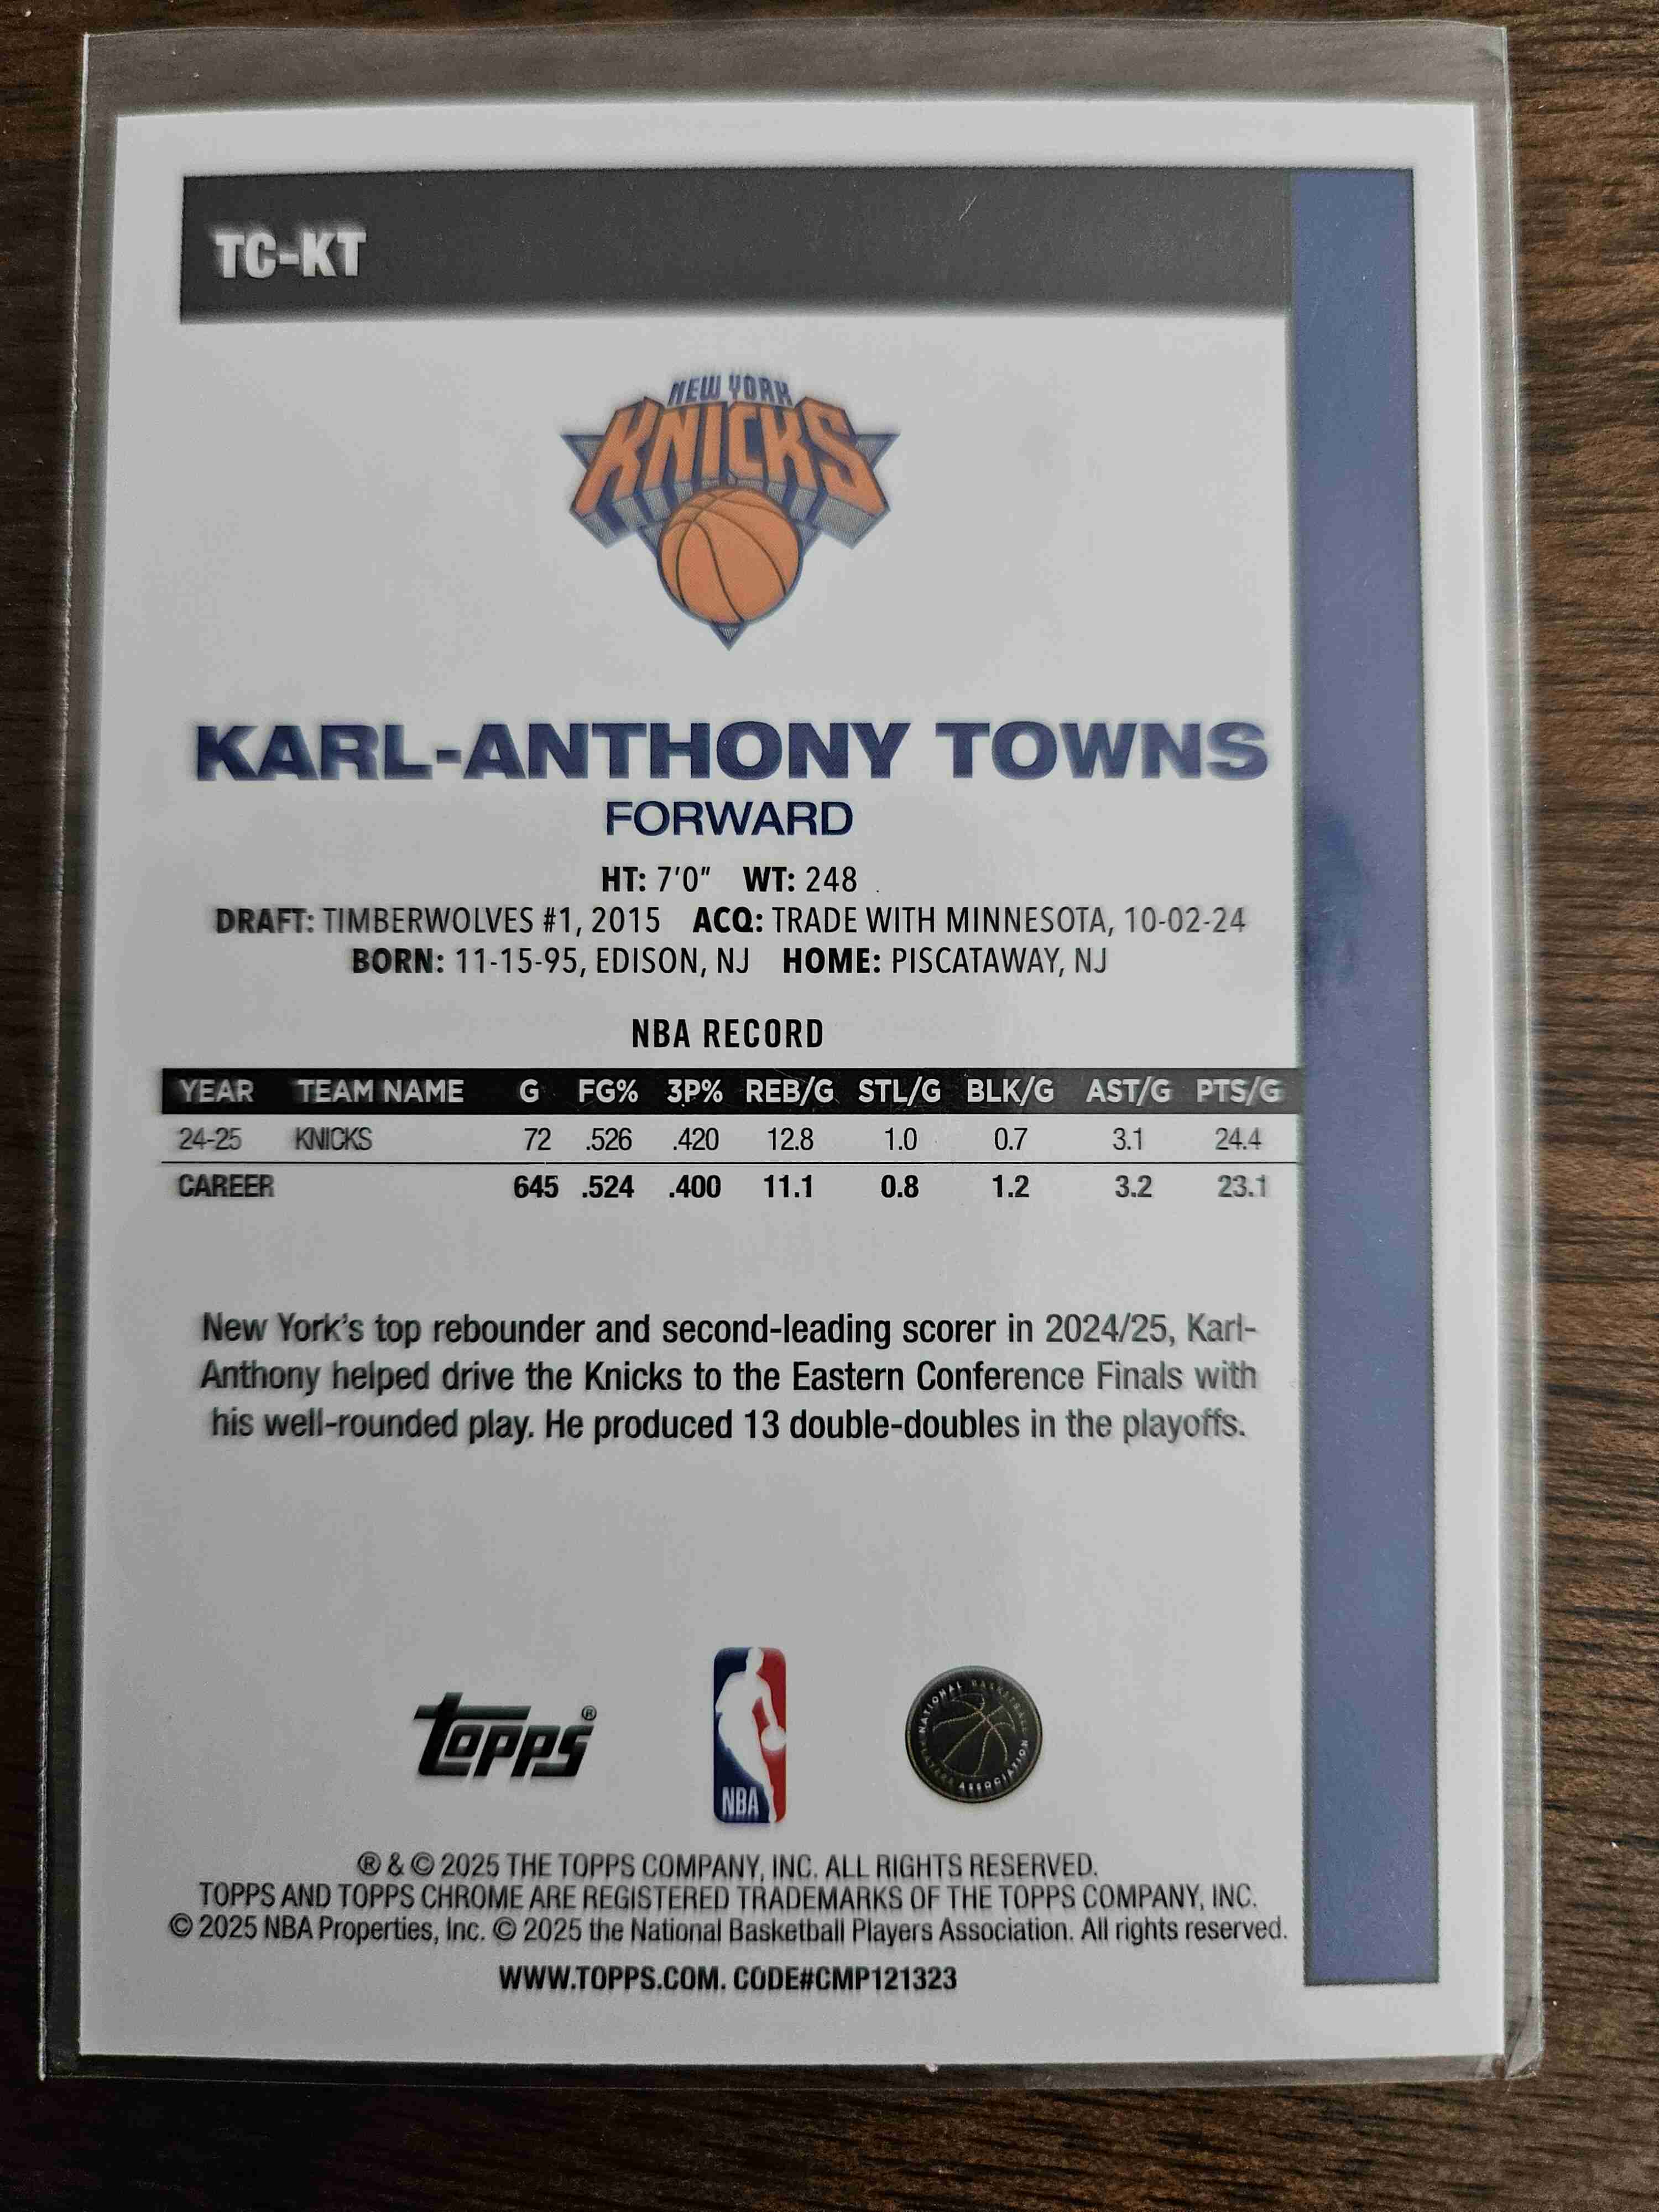 TC-KT
NEW YORK
KNICKS
KARL-ANTHONY TOWNS
FORWARD
HT: 7'0" WT: 248
DRAFT: TIMBERWOLVES #1, 2015 ACQ: TRADE WITH MINNESOTA, 10-02-24
BORN: 11-15-95, EDISON, NJ HOME: PISCATAWAY, NJ
NBA RECORD
YEAR TEAM NAME G FG% 3P% REB/G STL/G BLK/G AST/G PTS/G
24-25 KNICKS 72 .526 .420 12.8 1.0 0.7 3.1 24.4
CAREER 645 .524 .400 11.1 0.8 1.2 3.2 23.1
New York's top rebounder and second-leading scorer in 2024/25, Karl-
Anthony helped drive the Knicks to the Eastern Conference Finals with
his well-rounded play. He produced 13 double-doubles in the playoffs.
topps®
NBA
NATIONAL BASKETBALL PLAYERS ASSOCIATION
® & © 2025 THE TOPPS COMPANY, INC. ALL RIGHTS RESERVED.
TOPPS AND TOPPS CHROME ARE REGISTERED TRADEMARKS OF THE TOPPS COMPANY, INC.
© 2025 NBA Properties, Inc. © 2025 the National Basketball Players Association. All rights reserved.
WWW.TOPPS.COM. CODE#CMP121323